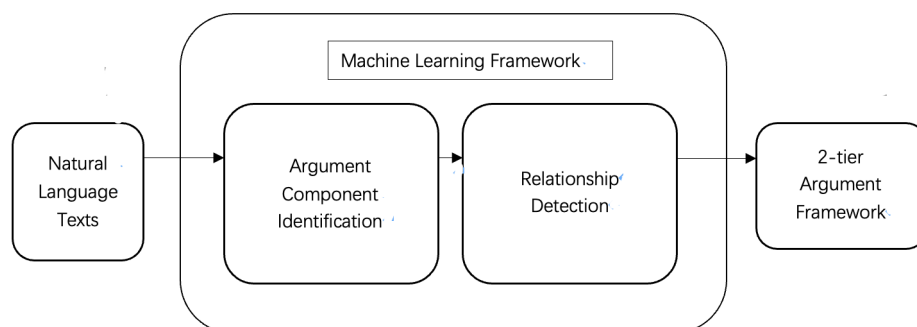 Machine Learning Framework
Natural
Language
Texts
Argument
Component
Identification
Relationship
Detection
2-tier
Argument
Framework